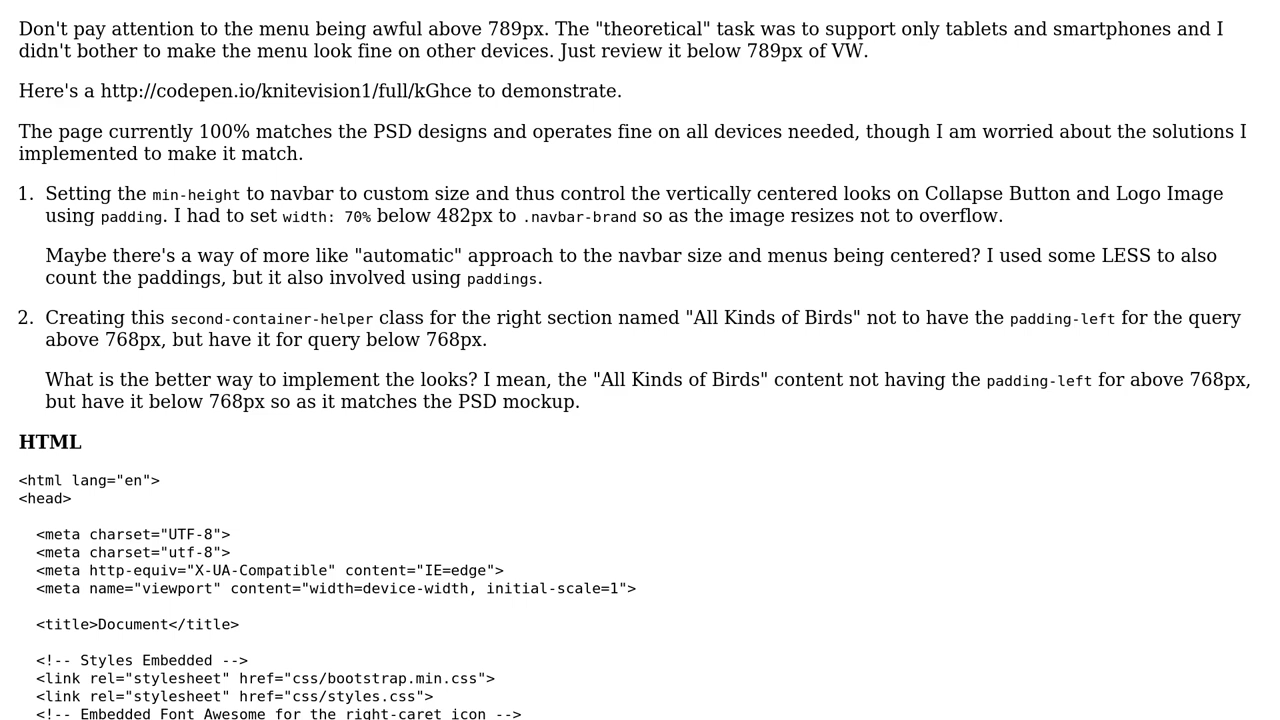 Don't pay attention to the menu being awful above 789px. The "theoretical" task was to support only tablets and smartphones and I
didn't bother to make the menu look fine on other devices. Just review it below 789px of VW.
Here's a http://codepen.io/knitevision1/full/kGhce to demonstrate.
The page currently 100% matches the PSD designs and operates fine on all devices needed, though I am worried about the solutions I
implemented to make it match.
1. Setting the min-height to navbar to custom size and thus control the vertically centered looks on Collapse Button and Logo Image
using padding. I had to set width: 70% below 482px to .navbar-brand so as the image resizes not to overflow.
Maybe there's a way of more like "automatic" approach to the navbar size and menus being centered? I used some LESS to also
count the paddings, but it also involved using paddings.
2. Creating this second-container-helper class for the right section named "All Kinds of Birds" not to have the padding-left for the query
above 768px, but have it for query below 768px.
What is the better way to implement the looks? I mean, the "All Kinds of Birds" content not having the padding-left for above 768px,
but have it below 768px so as it matches the PSD mockup.
HTML
<html lang="en">
<head>
<meta charset="UTF-8">
<meta charset="utf-8">
<meta http-equiv="X-UA-Compatible" content="IE=edge">
<meta name="viewport" content="width=device-width, initial-scale=1">
<title>Document</title>
<!-- Styles Embedded -->
<link rel="stylesheet" href="css/bootstrap.min.css">
<link rel="stylesheet" href="css/styles.css">
<!-- Embedded Font Awesome for the right-caret icon -->